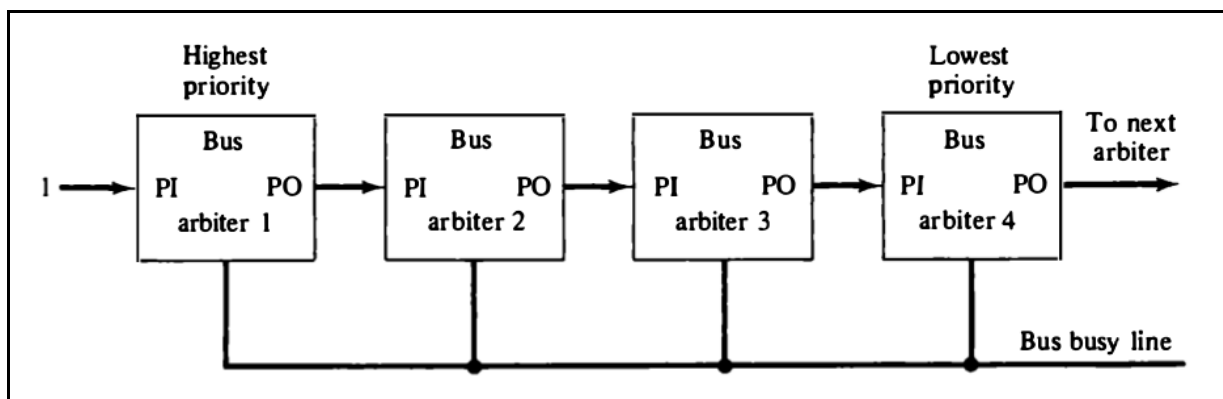 Highest
priority
Lowest
priority
To next
arbiter
1
Bus
PI PO
arbiter 1
Bus
PI PO
arbiter 2
Bus
PI PO
arbiter 3
Bus
PI PO
arbiter 4
Bus busy line